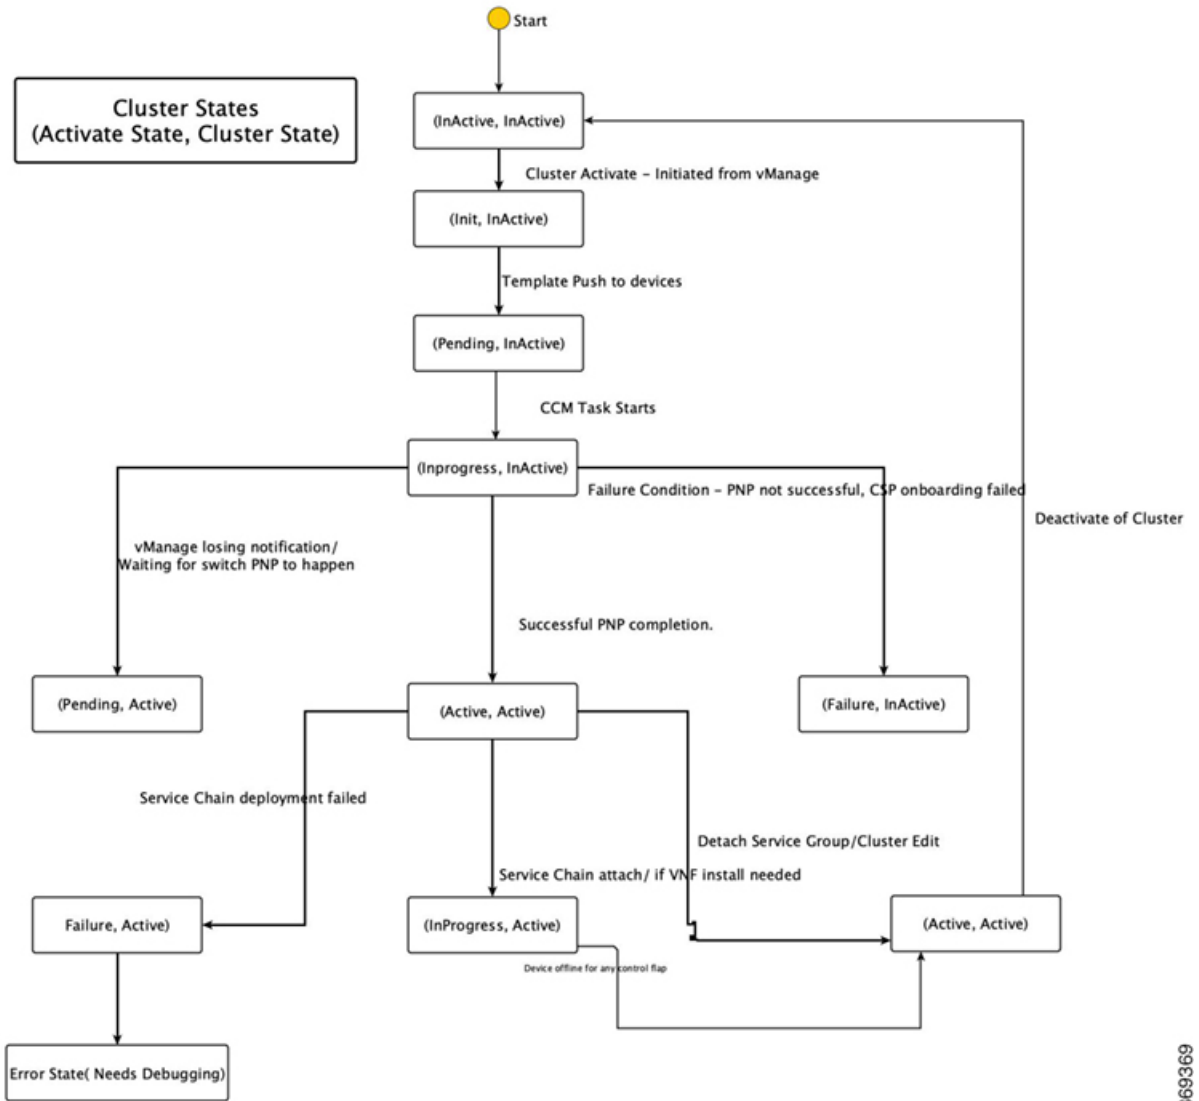 Start
Cluster States
(Activate State, Cluster State)
(InActive, InActive)
Cluster Activate – Initiated from vManage
(Init, InActive)
Template Push to devices
(Pending, InActive)
CCM Task Starts
(Inprogress, InActive)
Failure Condition – PNP not successful, CSP onboarding failed
Deactivate of Cluster
vManage losing notification/
Waiting for switch PNP to happen
Successful PNP completion.
(Pending, Active)
(Active, Active)
(Failure, InActive)
Service Chain deployment failed
Detach Service Group/Cluster Edit
Service Chain attach/ if VNF install needed
Failure, Active)
(InProgress, Active)
(Active, Active)
Device offline for any control flap
Error State( Needs Debugging)